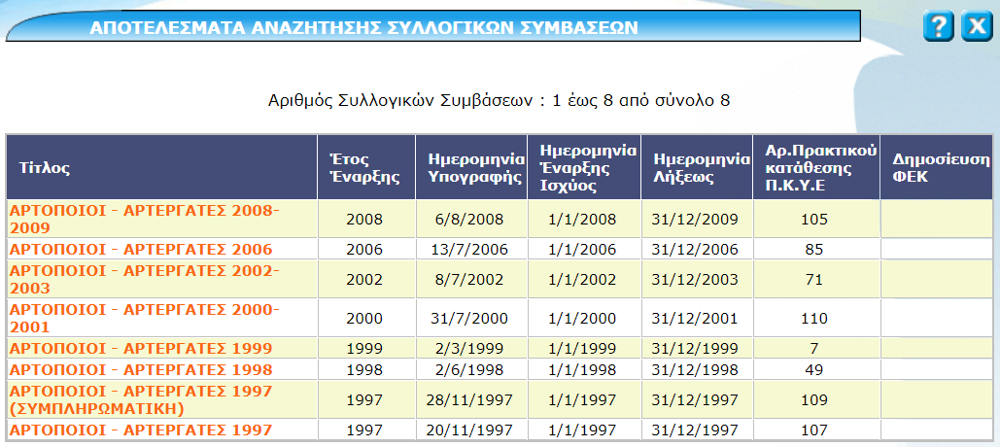 ΑΠΟΤΕΛΕΣΜΑΤΑ ΑΝΑΖΗΤΗΣΗΣ ΣΥΛΛΟΓΙΚΩΝ ΣΥΜΒΑΣΕΩΝ
? X
Αριθμός Συλλογικών Συμβάσεων : 1 έως 8 από σύνολο 8
Τίτλος Έτος Έναρξης Ημερομηνία Υπογραφής Ημερομηνία Έναρξης Ισχύος Ημερομηνία Λήξεως Αρ.Πρακτικού κατάθεσης Π.Κ.Υ.Ε Δημοσίευση ΦΕΚ
ΑΡΤΟΠΟΙΟΙ - ΑΡΤΕΡΓΑΤΕΣ 2008-
2009 2008 6/8/2008 1/1/2008 31/12/2009 105
ΑΡΤΟΠΟΙΟΙ - ΑΡΤΕΡΓΑΤΕΣ 2006 2006 13/7/2006 1/1/2006 31/12/2006 85
ΑΡΤΟΠΟΙΟΙ - ΑΡΤΕΡΓΑΤΕΣ 2002-
2003 2002 8/7/2002 1/1/2002 31/12/2003 71
ΑΡΤΟΠΟΙΟΙ - ΑΡΤΕΡΓΑΤΕΣ 2000-
2001 2000 31/7/2000 1/1/2000 31/12/2001 110
ΑΡΤΟΠΟΙΟΙ - ΑΡΤΕΡΓΑΤΕΣ 1999 1999 2/3/1999 1/1/1999 31/12/1999 7
ΑΡΤΟΠΟΙΟΙ - ΑΡΤΕΡΓΑΤΕΣ 1998 1998 2/6/1998 1/1/1998 31/12/1998 49
ΑΡΤΟΠΟΙΟΙ - ΑΡΤΕΡΓΑΤΕΣ 1997
(ΣΥΜΠΛΗΡΩΜΑΤΙΚΗ) 1997 28/11/1997 1/1/1997 31/12/1997 109
ΑΡΤΟΠΟΙΟΙ - ΑΡΤΕΡΓΑΤΕΣ 1997 1997 20/11/1997 1/1/1997 31/12/1997 107